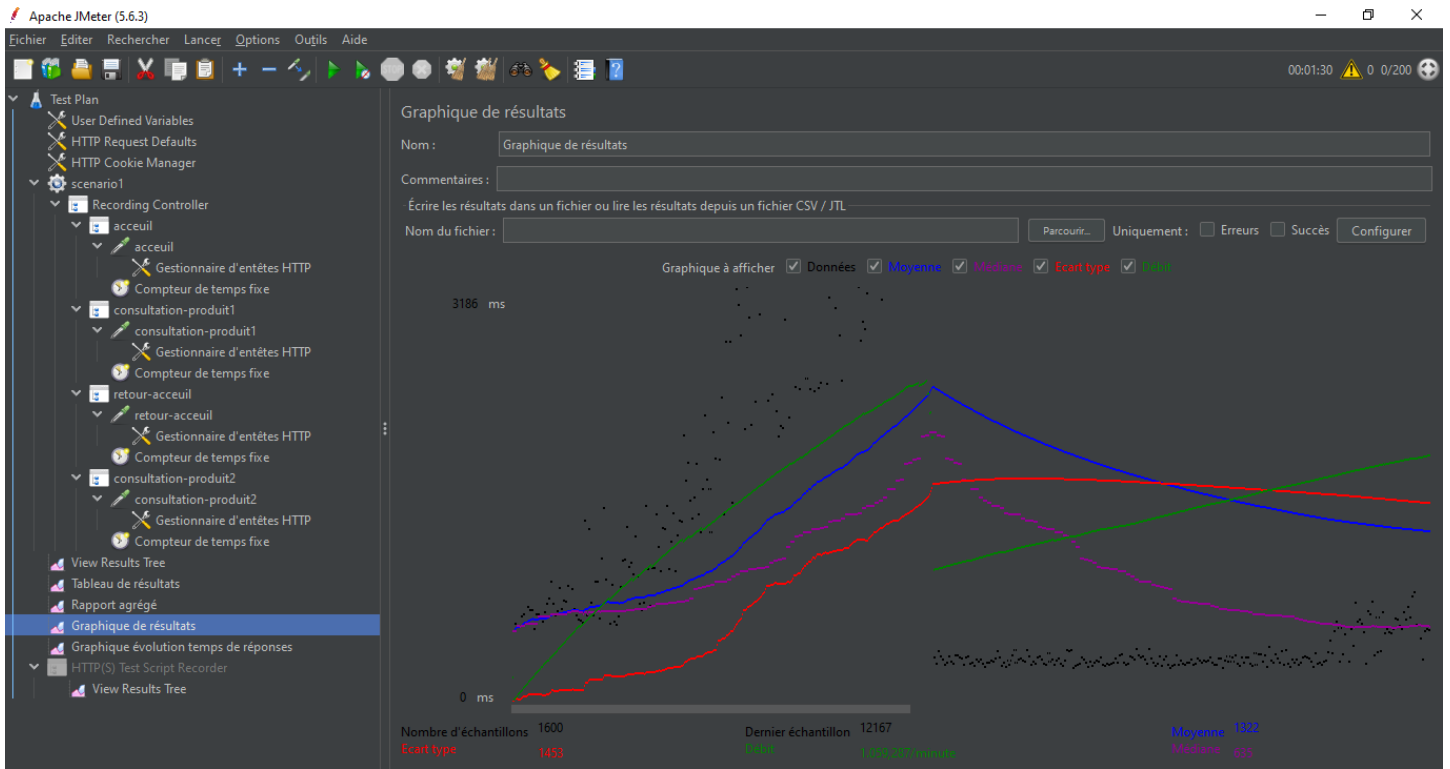 Apache JMeter (5.6.3)
Fichier Editer Rechercher Lancer Options Outils Aide
00:01:30 0 0/200
Test Plan
User Defined Variables
HTTP Request Defaults
HTTP Cookie Manager
scenario1
Recording Controller
acceuil
acceuil
Gestionnaire d'entêtes HTTP
Compteur de temps fixe
consultation-produit1
consultation-produit1
Gestionnaire d'entêtes HTTP
Compteur de temps fixe
retour-acceuil
retour-acceuil
Gestionnaire d'entêtes HTTP
Compteur de temps fixe
consultation-produit2
consultation-produit2
Gestionnaire d'entêtes HTTP
Compteur de temps fixe
View Results Tree
Tableau de résultats
Rapport agrégé
Graphique de résultats
Graphique évolution temps de réponses
HTTP(S) Test Script Recorder
View Results Tree
Graphique de résultats
Nom : Graphique de résultats
Commentaires :
Écrire les résultats dans un fichier ou lire les résultats depuis un fichier CSV / JTL
Nom du fichier : Parcourir... Uniquement : Erreurs Succès Configurer
Graphique à afficher Données Moyenne Médiane Ecart type Débit
3186 ms
0 ms
Nombre d'échantillons 1600 Dernier échantillon 12167 Moyenne 1322
Ecart type 1453 Débit 1 059,287/minute Médiane